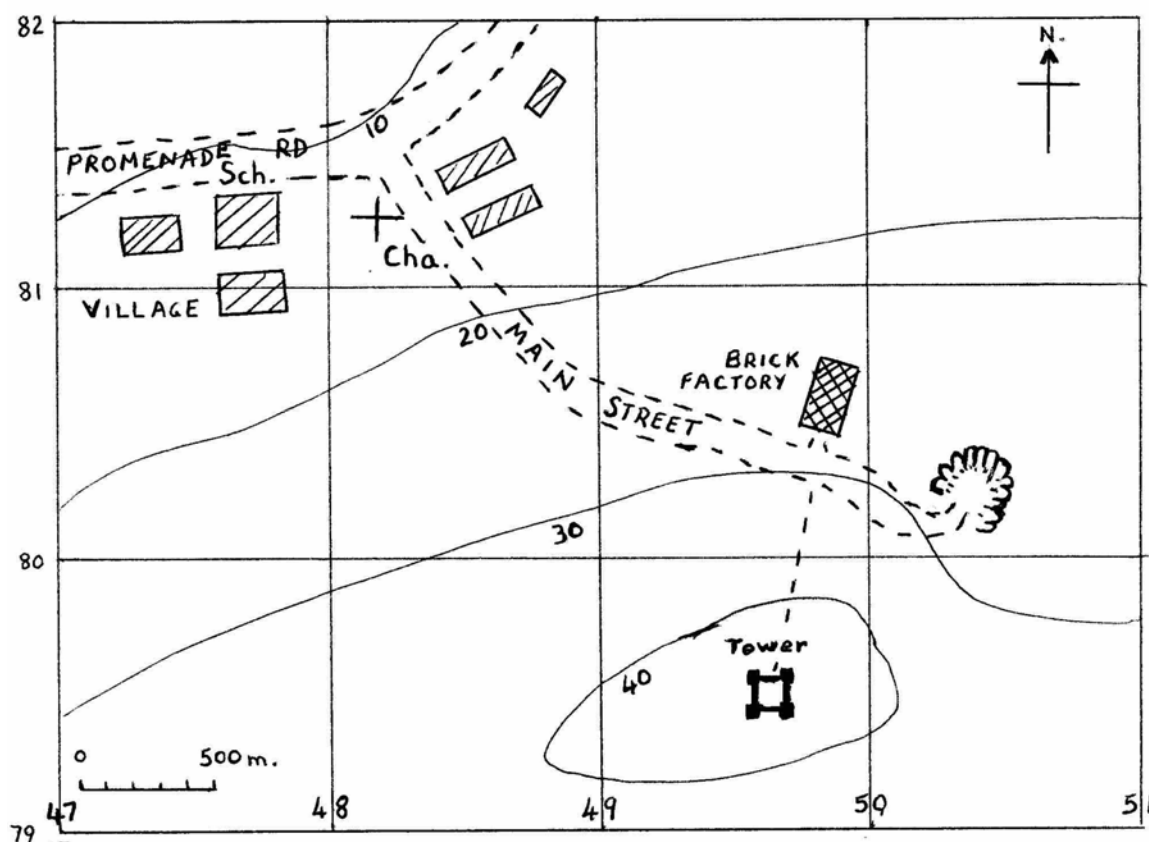 82
N.
10
PROMENADE RD
Sch.
Cha.
81
VILLAGE
20
MAIN STREET
BRICK
FACTORY
80
30
Tower
40
0 500 m.
47 48 49 50 51
79